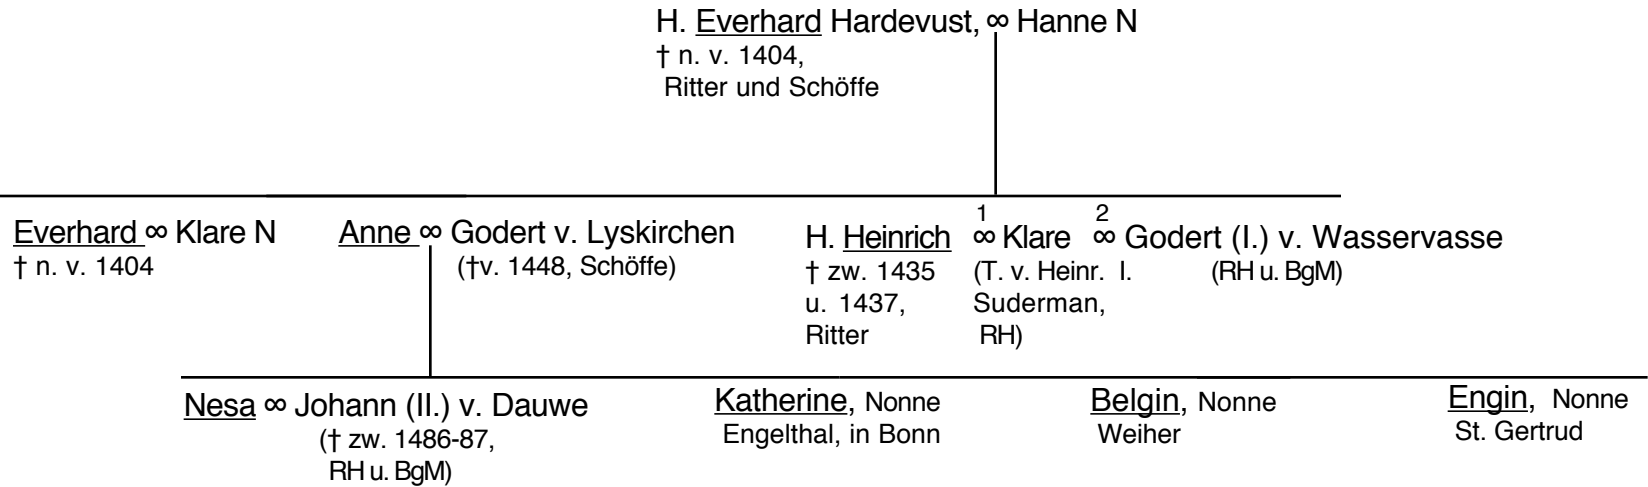 H. Everhard Hardevust, ∞ Hanne N
† n. v. 1404,
Ritter und Schöffe
Everhard ∞ Klare N
† n. v. 1404
Anne ∞ Godert v. Lyskirchen
(†v. 1448, Schöffe)
1 2
H. Heinrich ∞ Klare ∞ Godert (I.) v. Wasservasse
† zw. 1435 (T. v. Heinr. I. (RH u. BgM)
u. 1437, Suderman,
Ritter RH)
Nesa ∞ Johann (II.) v. Dauwe
(† zw. 1486-87,
RH u. BgM)
Katherine, Nonne
Engelthal, in Bonn
Belgin, Nonne
Weiher
Engin, Nonne
St. Gertrud